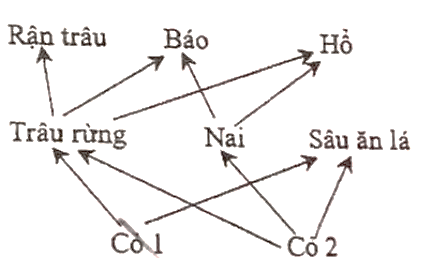 Rận trâu Báo Hổ
Trâu rừng Nai Sâu ăn lá
Cỏ 1 Cỏ 2